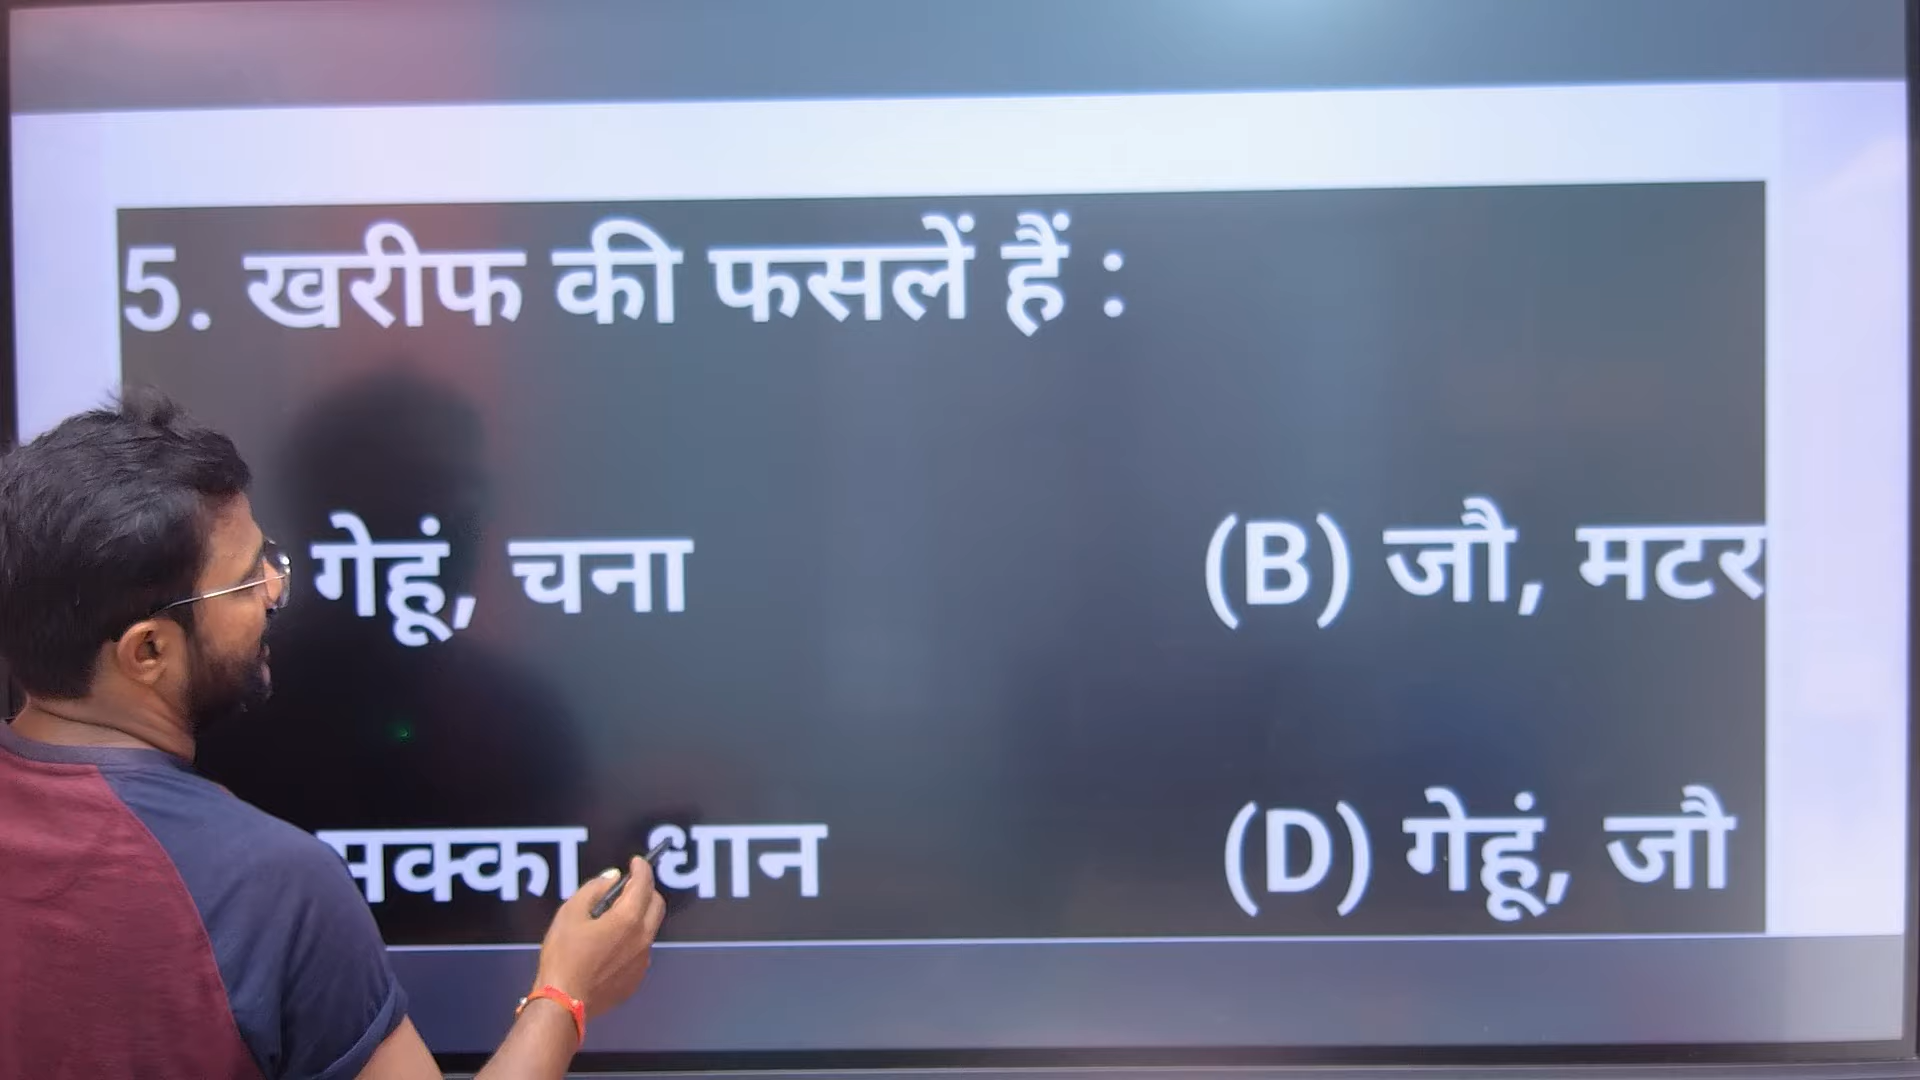 5. खरीफ की फसलें हैं :
गेहूं, चना
(B) जौ, मटर
मक्का धान
(D) गेहूं, जौ